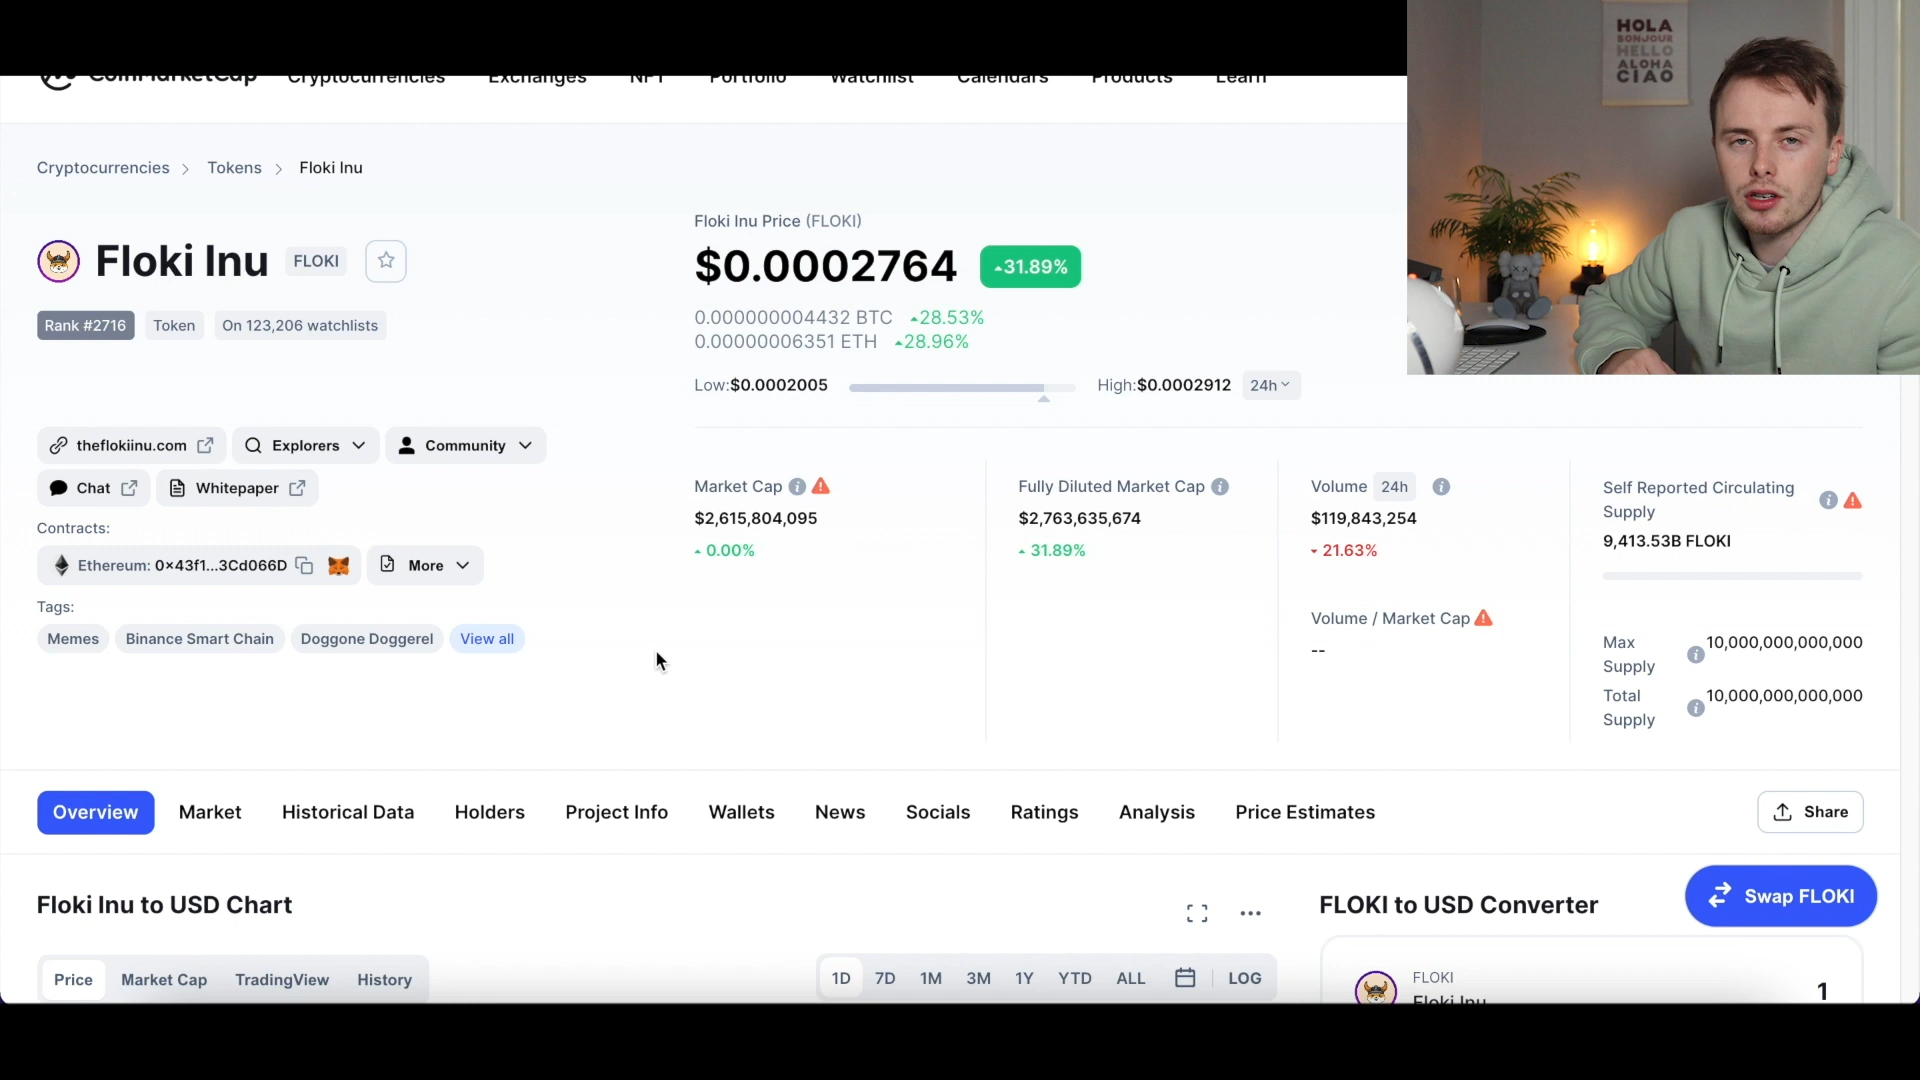 CoinMarketCap Cryptocurrencies Exchanges NFT Portfolio Watchlist Calendars Products Learn
HOLA
BONJOUR
HELLO
ALOHA
CIAO
Cryptocurrencies > Tokens > Floki Inu
Floki Inu FLOKI
Rank #2716 Token On 123,206 watchlists
theflokiinu.com Explorers Community
Chat Whitepaper
Contracts:
Ethereum: 0x43f1...3Cd066D More
Tags:
Memes Binance Smart Chain Doggone Doggerel View all
Floki Inu Price (FLOKI)
$0.0002764 31.89%
0.000000004432 BTC 28.53%
0.00000006351 ETH 28.96%
Low:$0.0002005 High:$0.0002912 24h
Market Cap
$2,615,804,095
0.00%
Fully Diluted Market Cap
$2,763,635,674
31.89%
Volume 24h
$119,843,254
21.63%
Volume / Market Cap
--
Self Reported Circulating
Supply
9,413.53B FLOKI
Max
Supply
10,000,000,000,000
Total
Supply
10,000,000,000,000
Overview Market Historical Data Holders Project Info Wallets News Socials Ratings Analysis Price Estimates Share
Floki Inu to USD Chart
Price Market Cap TradingView History 1D 7D 1M 3M 1Y YTD ALL LOG
FLOKI to USD Converter
Swap FLOKI
FLOKI
Floki Inu
1